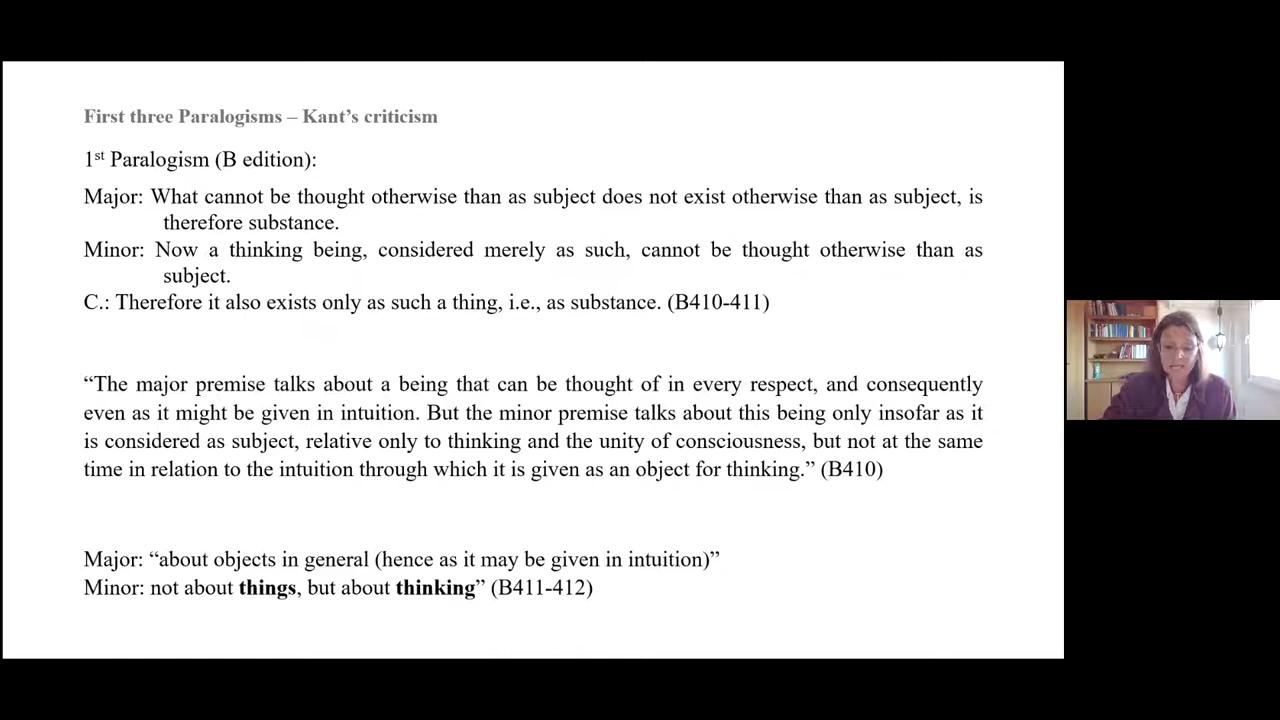 First three Paralogisms – Kant’s criticism
1st Paralogism (B edition):
Major: What cannot be thought otherwise than as subject does not exist otherwise than as subject, is
therefore substance.
Minor: Now a thinking being, considered merely as such, cannot be thought otherwise than as
subject.
C.: Therefore it also exists only as such a thing, i.e., as substance. (B410-411)
“The major premise talks about a being that can be thought of in every respect, and consequently
even as it might be given in intuition. But the minor premise talks about this being only insofar as it
is considered as subject, relative only to thinking and the unity of consciousness, but not at the same
time in relation to the intuition through which it is given as an object for thinking.” (B410)
Major: “about objects in general (hence as it may be given in intuition)”
Minor: not about things, but about thinking” (B411-412)